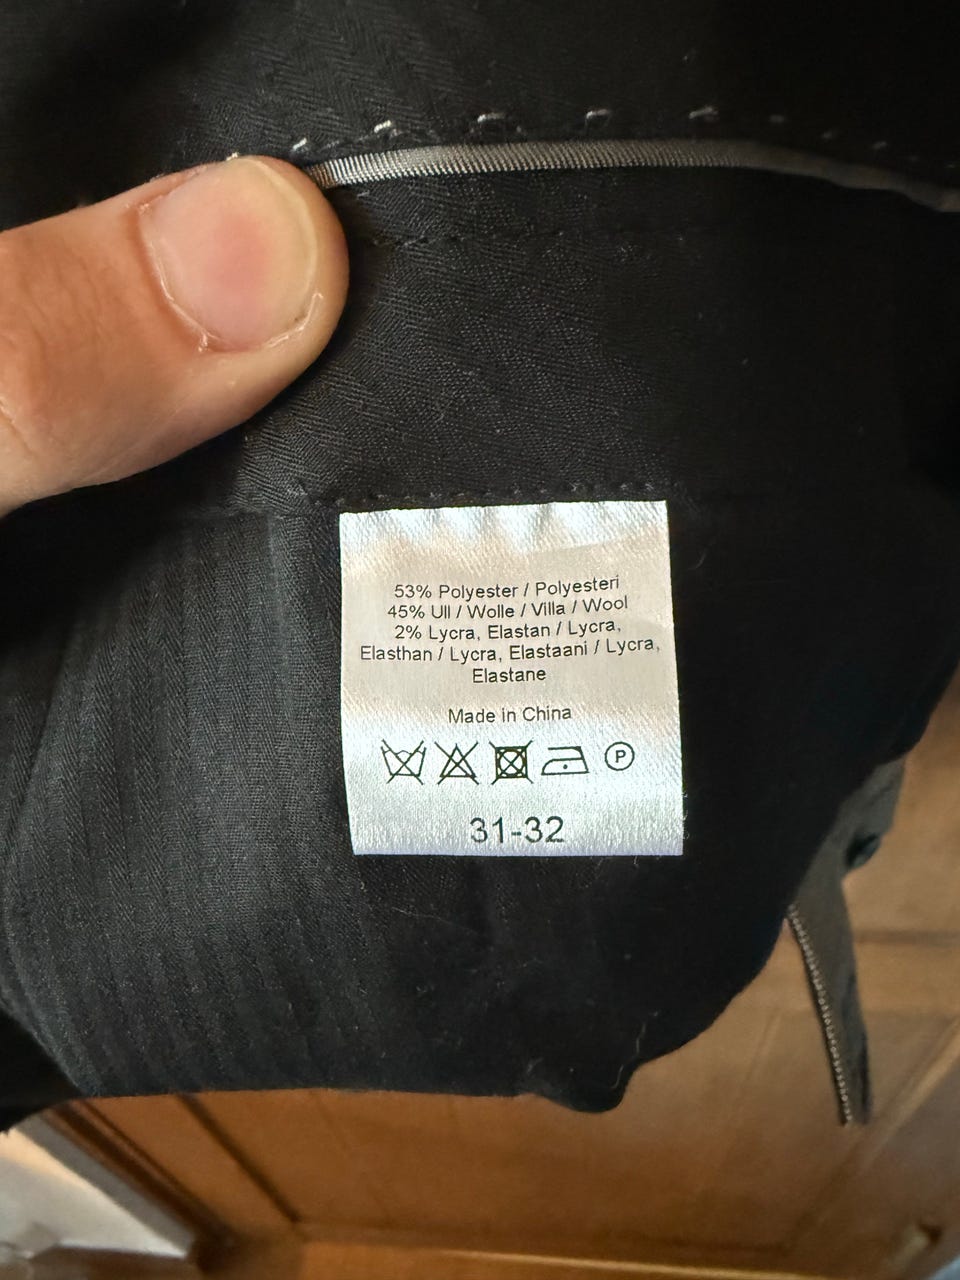 53% Polyester / Polyesteri
45% Ull / Wolle / Villa / Wool
2% Lycra, Elastan / Lycra,
Elasthan / Lycra, Elastaani / Lycra,
Elastane
Made in China
P
31-32